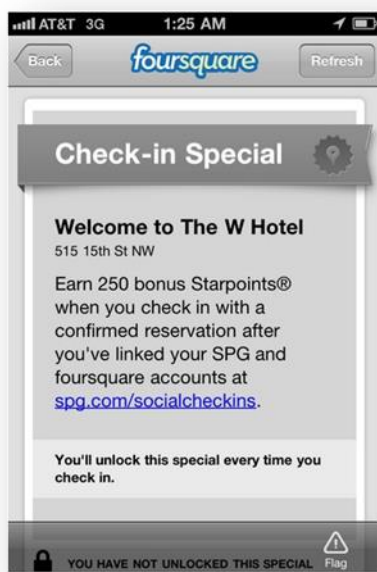 AT&T 3G 1:25 AM
Back foursquare Refresh
Check-in Special
Welcome to The W Hotel
515 15th St NW
Earn 250 bonus Starpoints®
when you check in with a
confirmed reservation after
you've linked your SPG and
foursquare accounts at
spg.com/socialcheckins.
You'll unlock this special every time you
check in.
YOU HAVE NOT UNLOCKED THIS SPECIAL Flag